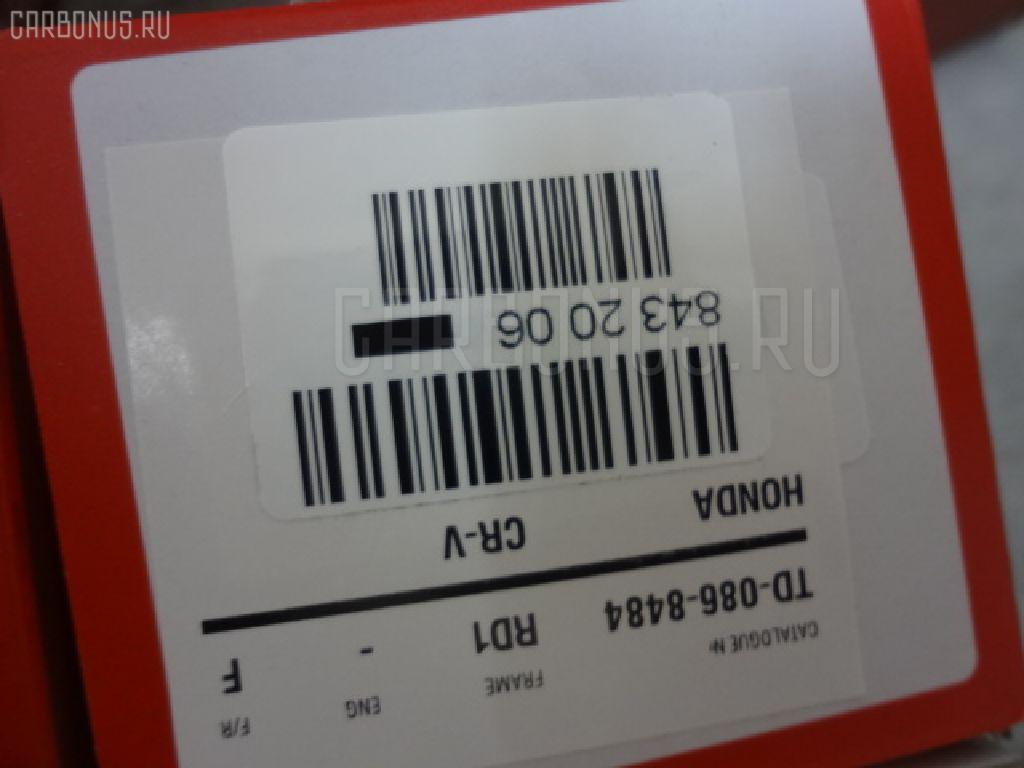 CARBONUS.RU
CATALOGUE № FRAME ENG F/R
TD-086-8484 RD1 - F
HONDA CR-V
843 20 06
CARBONUS.RU